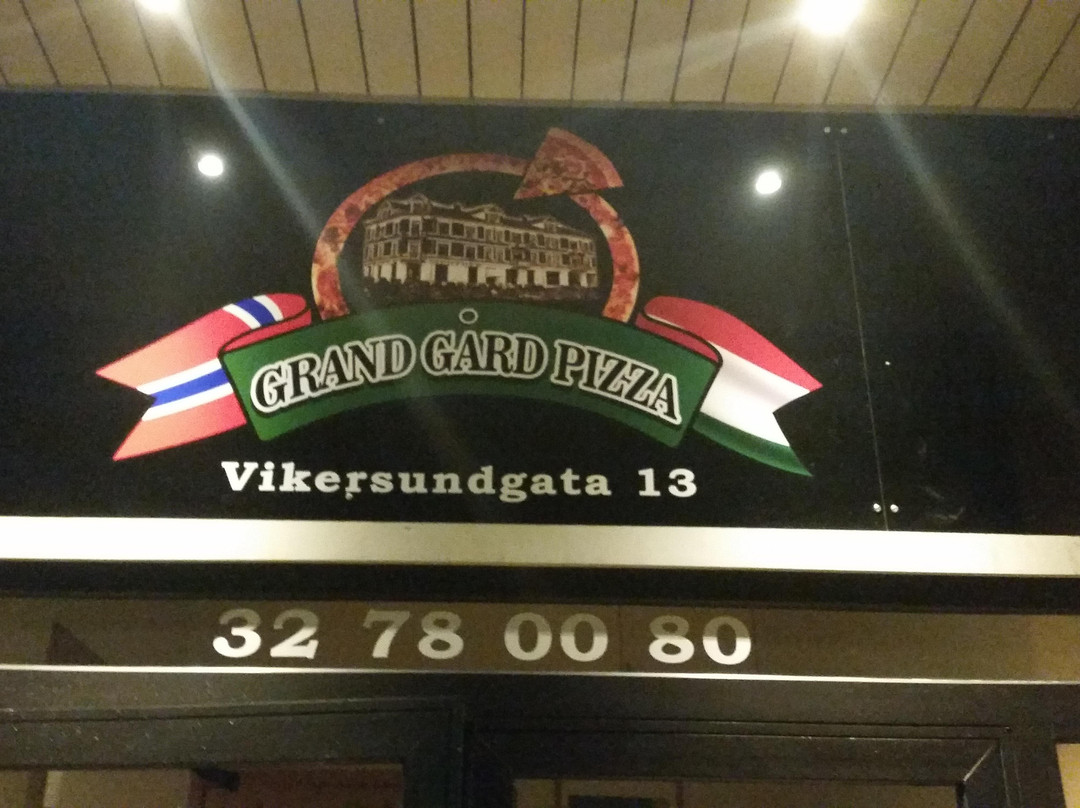 GRAND GÅRD PIZZA
Vikersundgata 13
32 78 00 80